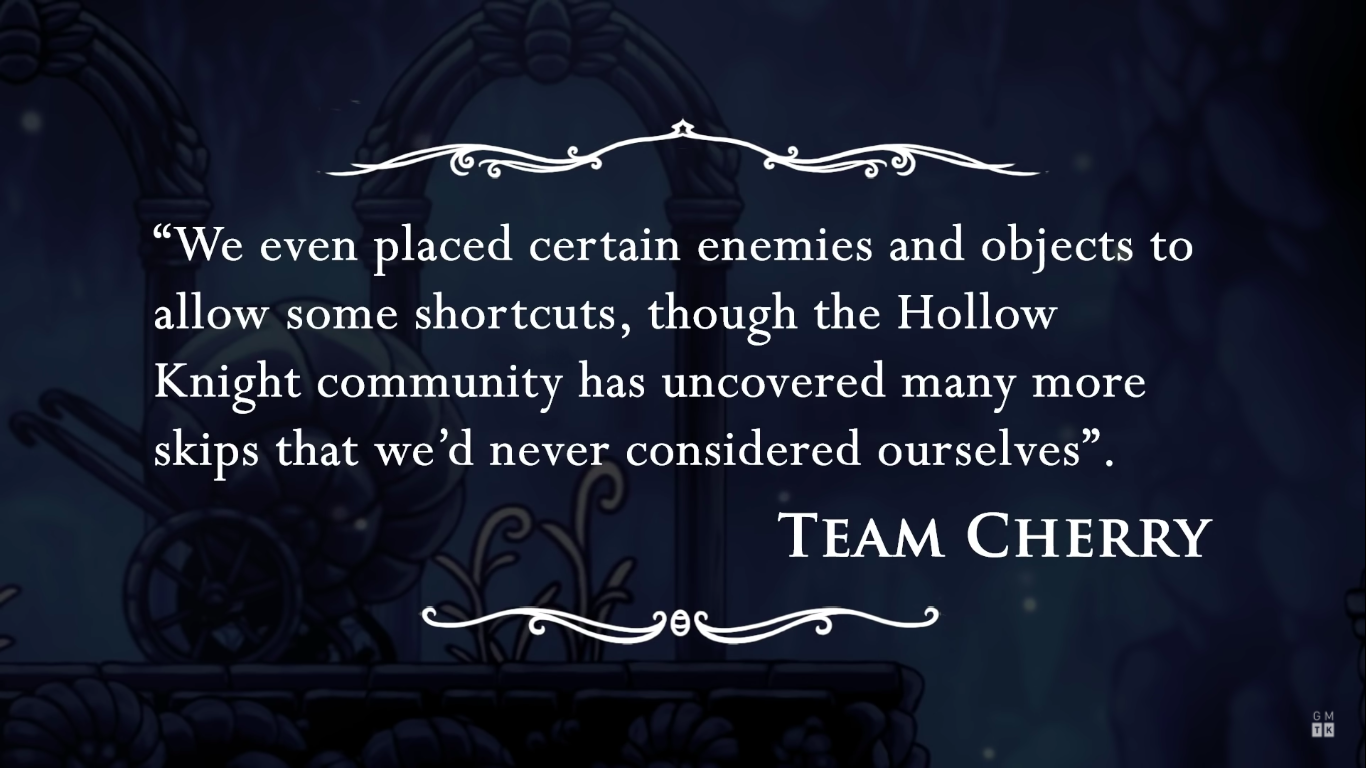 “We even placed certain enemies and objects to
allow some shortcuts, though the Hollow
Knight community has uncovered many more
skips that we’d never considered ourselves”.
TEAM CHERRY
GM
TK